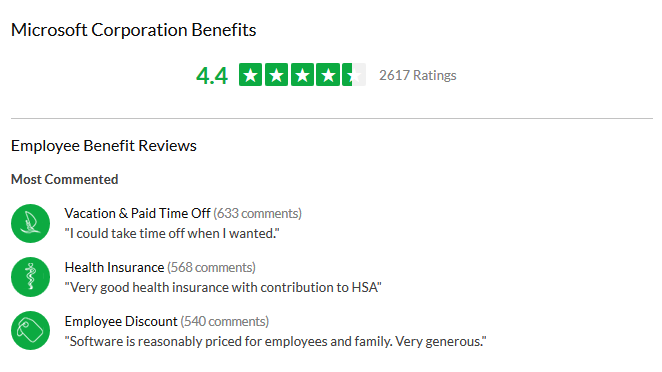 Microsoft Corporation Benefits
4.4 2617 Ratings
Employee Benefit Reviews
Most Commented
Vacation & Paid Time Off (633 comments)
"I could take time off when I wanted."
Health Insurance (568 comments)
"Very good health insurance with contribution to HSA"
Employee Discount (540 comments)
"Software is reasonably priced for employees and family. Very generous."